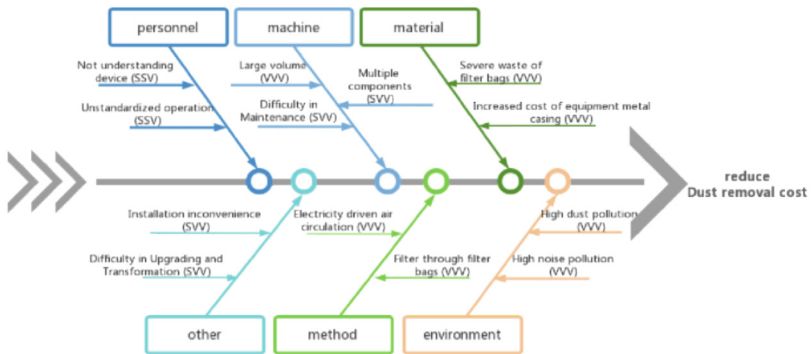 personnel
machine
material
Not understanding
device (SSV)
Unstandardized operation
(SSV)
Large volume
(VVV)
Multiple
components
(SVV)
Difficulty in
Maintenance (SVV)
Severe waste of
filter bags (VVV)
Increased cost of equipment metal
casing (VVV)
reduce
Dust removal cost
Installation inconvenience
(SVV)
Difficulty in Upgrading and
Transformation (SVV)
Electricity driven air
circulation (VVV)
Filter through filter
bags (VVV)
High dust pollution
(VVV)
High noise pollution
(VVV)
other
method
environment